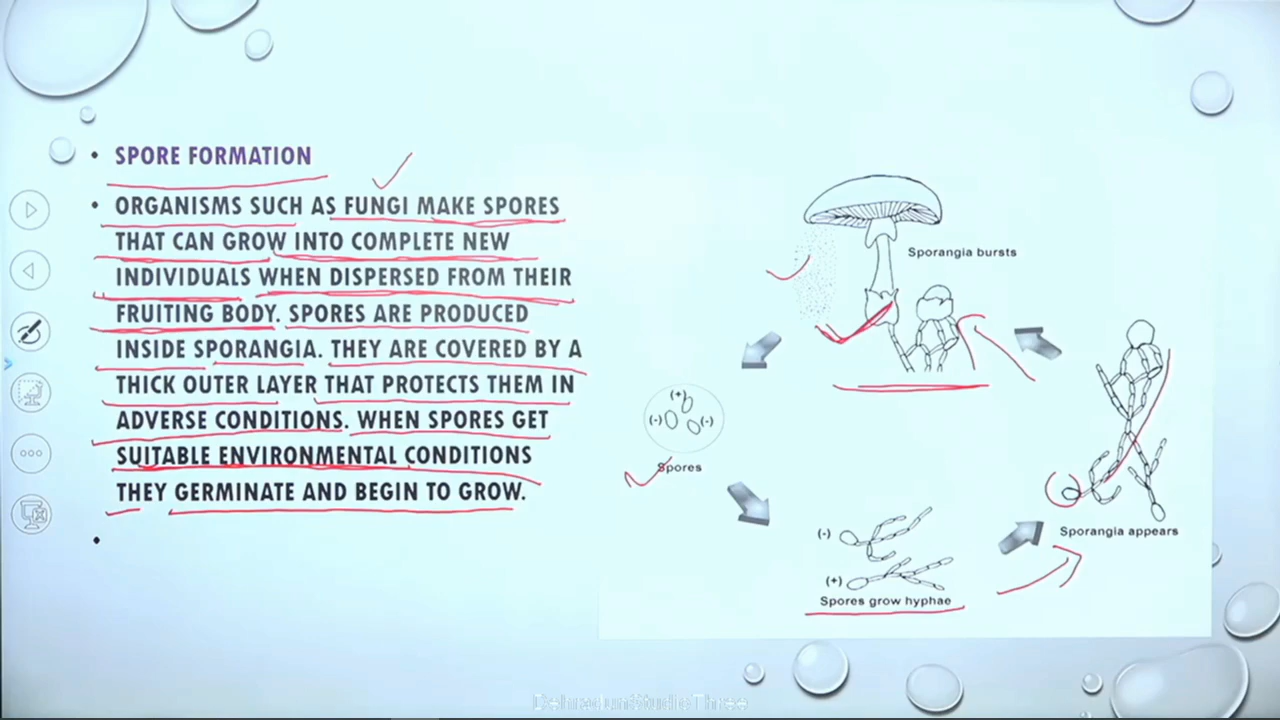 SPORE FORMATION
ORGANISMS SUCH AS FUNGI MAKE SPORES
THAT CAN GROW INTO COMPLETE NEW
INDIVIDUALS WHEN DISPERSED FROM THEIR
FRUITING BODY. SPORES ARE PRODUCED
INSIDE SPORANGIA. THEY ARE COVERED BY A
THICK OUTER LAYER THAT PROTECTS THEM IN
ADVERSE CONDITIONS. WHEN SPORES GET
SUITABLE ENVIRONMENTAL CONDITIONS
THEY GERMINATE AND BEGIN TO GROW.
Sporangia bursts
(+)
(-) (-)
Spores
Sporangia appears
(-)
(+)
Spores grow hyphae
DehradunStudioThree